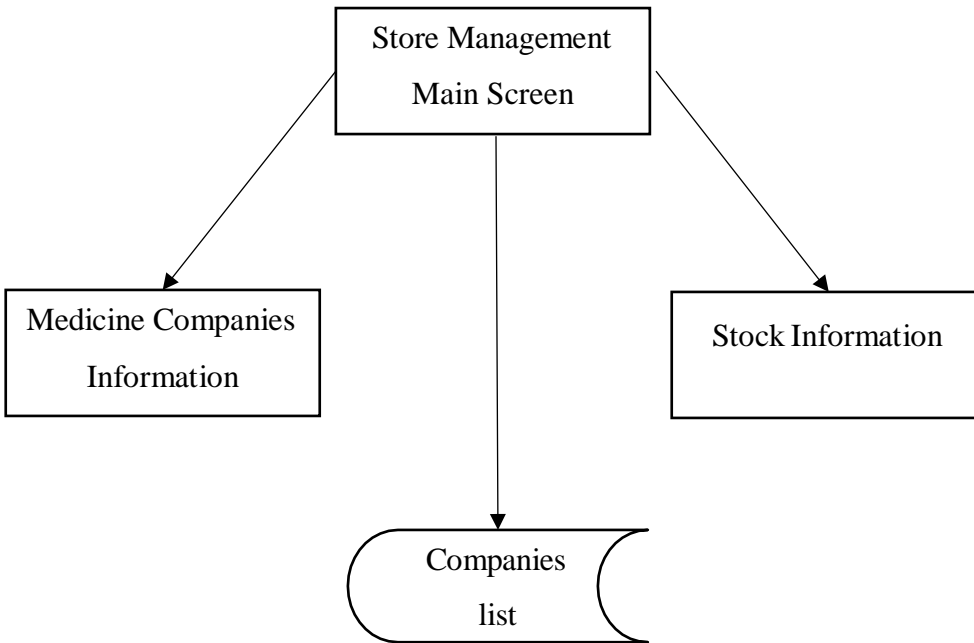 Store Management
Main Screen
Medicine Companies
Information
Stock Information
Companies
list